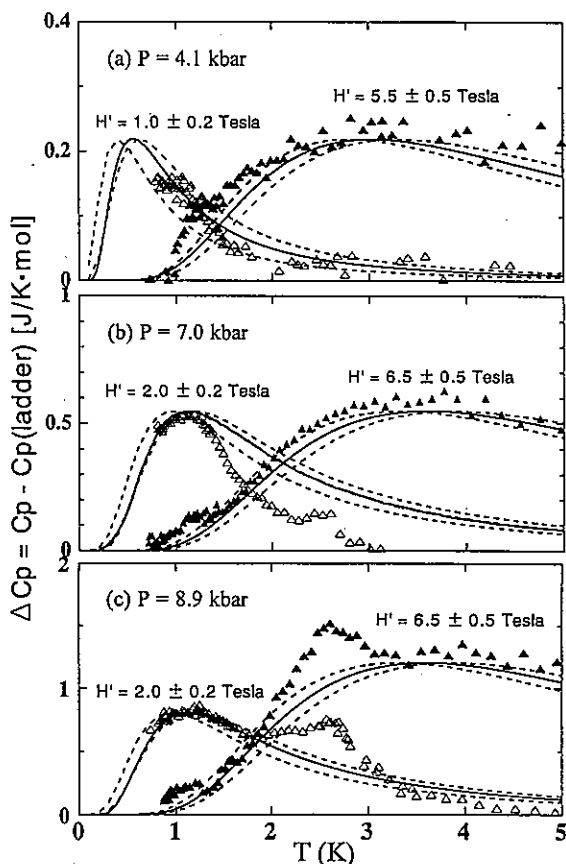 ΔCp = Cp - Cp(ladder) [J/K·mol]
0.4
(a) P = 4.1 kbar
H' = 1.0 ± 0.2 Tesla
H' = 5.5 ± 0.5 Tesla
0.2
0
1
(b) P = 7.0 kbar
H' = 2.0 ± 0.2 Tesla
H' = 6.5 ± 0.5 Tesla
0.5
0
2
(c) P = 8.9 kbar
H' = 6.5 ± 0.5 Tesla
H' = 2.0 ± 0.2 Tesla
1
0
0 1 2 3 4 5
T (K)